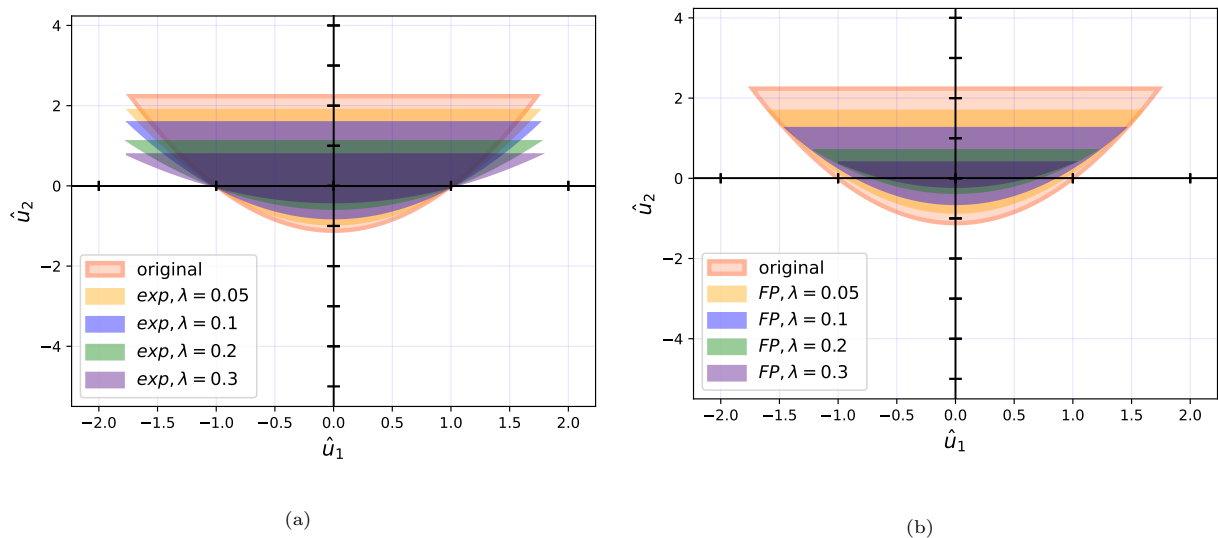 4
2
0
−2
−4
û₂
−2.0 −1.5 −1.0 −0.5 0.0 0.5 1.0 1.5 2.0
û₁
original
exp, λ = 0.05
exp, λ = 0.1
exp, λ = 0.2
exp, λ = 0.3
(a)
4
2
0
−2
−4
û₂
−2.0 −1.5 −1.0 −0.5 0.0 0.5 1.0 1.5 2.0
û₁
original
FP, λ = 0.05
FP, λ = 0.1
FP, λ = 0.2
FP, λ = 0.3
(b)